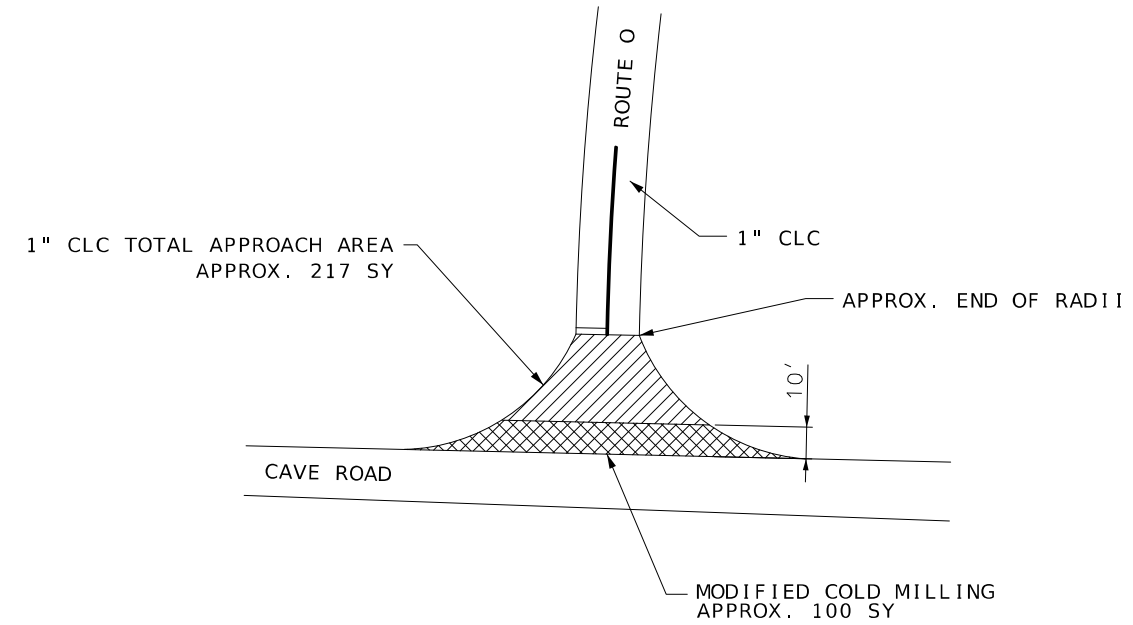 ROUTE O
1" CLC TOTAL APPROACH AREA
APPROX. 217 SY
1" CLC
APPROX. END OF RADII
10'
CAVE ROAD
MODIFIED COLD MILLING
APPROX. 100 SY